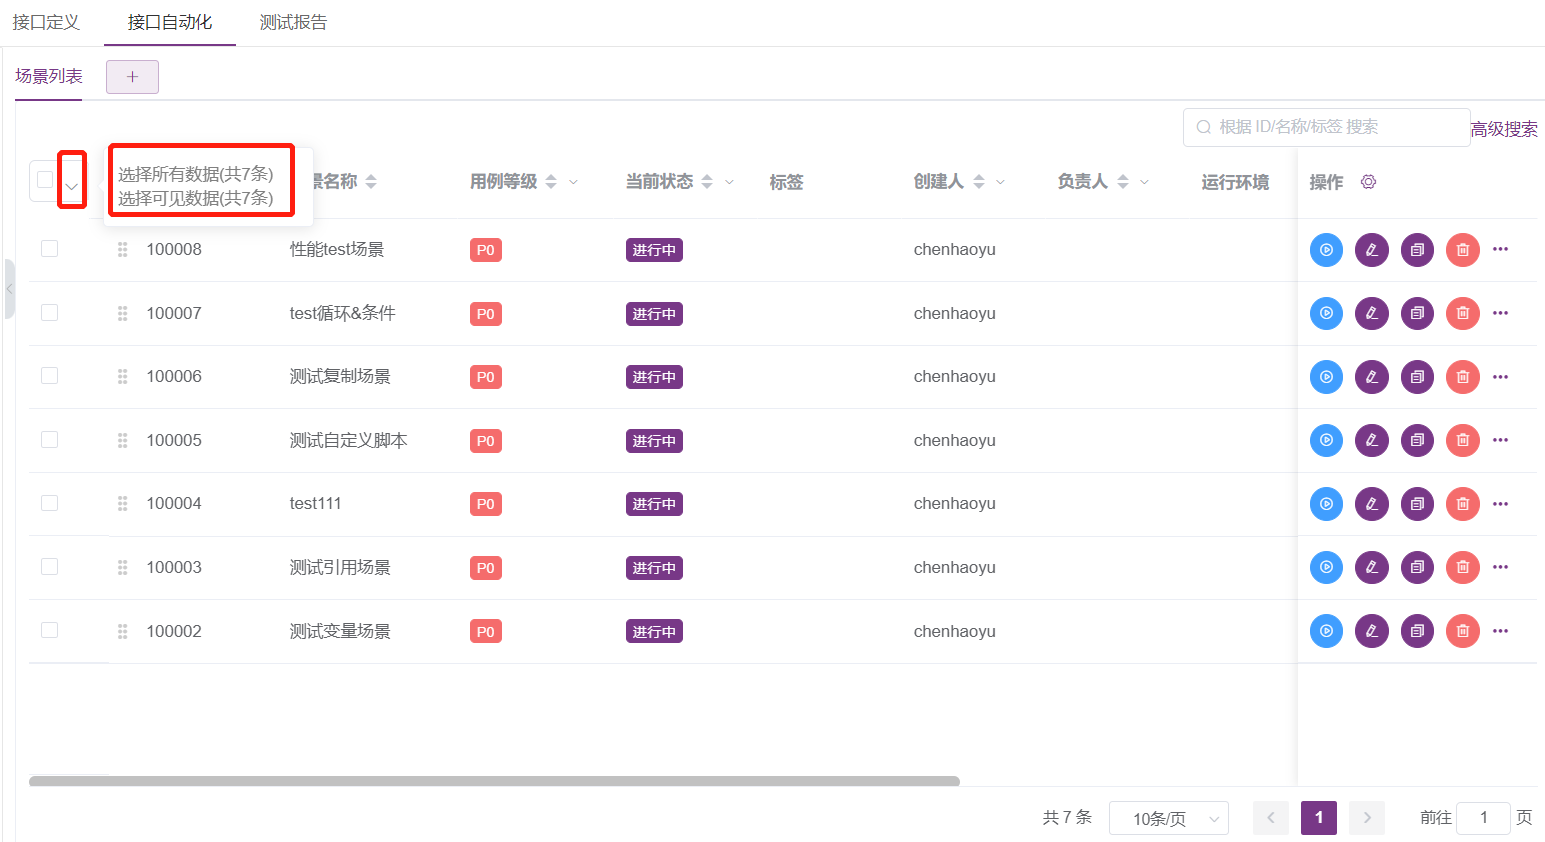 接口定义 接口自动化 测试报告
场景列表 +
根据 ID/名称/标签 搜索 高级搜索
选择所有数据(共7条)
选择可见数据(共7条)
景名称 用例等级 当前状态 标签 创建人 负责人 运行环境 操作
100008 性能test场景 P0 进行中 chenhaoyu
100007 test循环&条件 P0 进行中 chenhaoyu
100006 测试复制场景 P0 进行中 chenhaoyu
100005 测试自定义脚本 P0 进行中 chenhaoyu
100004 test111 P0 进行中 chenhaoyu
100003 测试引用场景 P0 进行中 chenhaoyu
100002 测试变量场景 P0 进行中 chenhaoyu
共 7 条 10条/页 1 前往 1 页